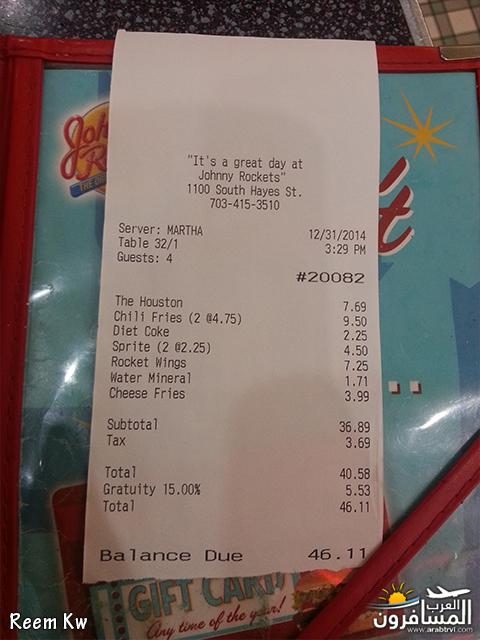 "It's a great day at
Johnny Rockets"
1100 South Hayes St.
703-415-3510
Server: MARTHA 12/31/2014
Table 32/1 3:29 PM
Guests: 4
#20082
The Houston 7.69
Chili Fries (2 @4.75) 9.50
Diet Coke 2.25
Sprite (2 @2.25) 4.50
Rocket Wings 7.25
Water Mineral 1.71
Cheese Fries 3.99
Subtotal 36.89
Tax 3.69
Total 40.58
Gratuity 15.00% 5.53
Total 46.11
Balance Due 46.11
GIFT CARD
Any time of the year!
Reem Kw
العرب
المسافرون
www.arabtrvl.com